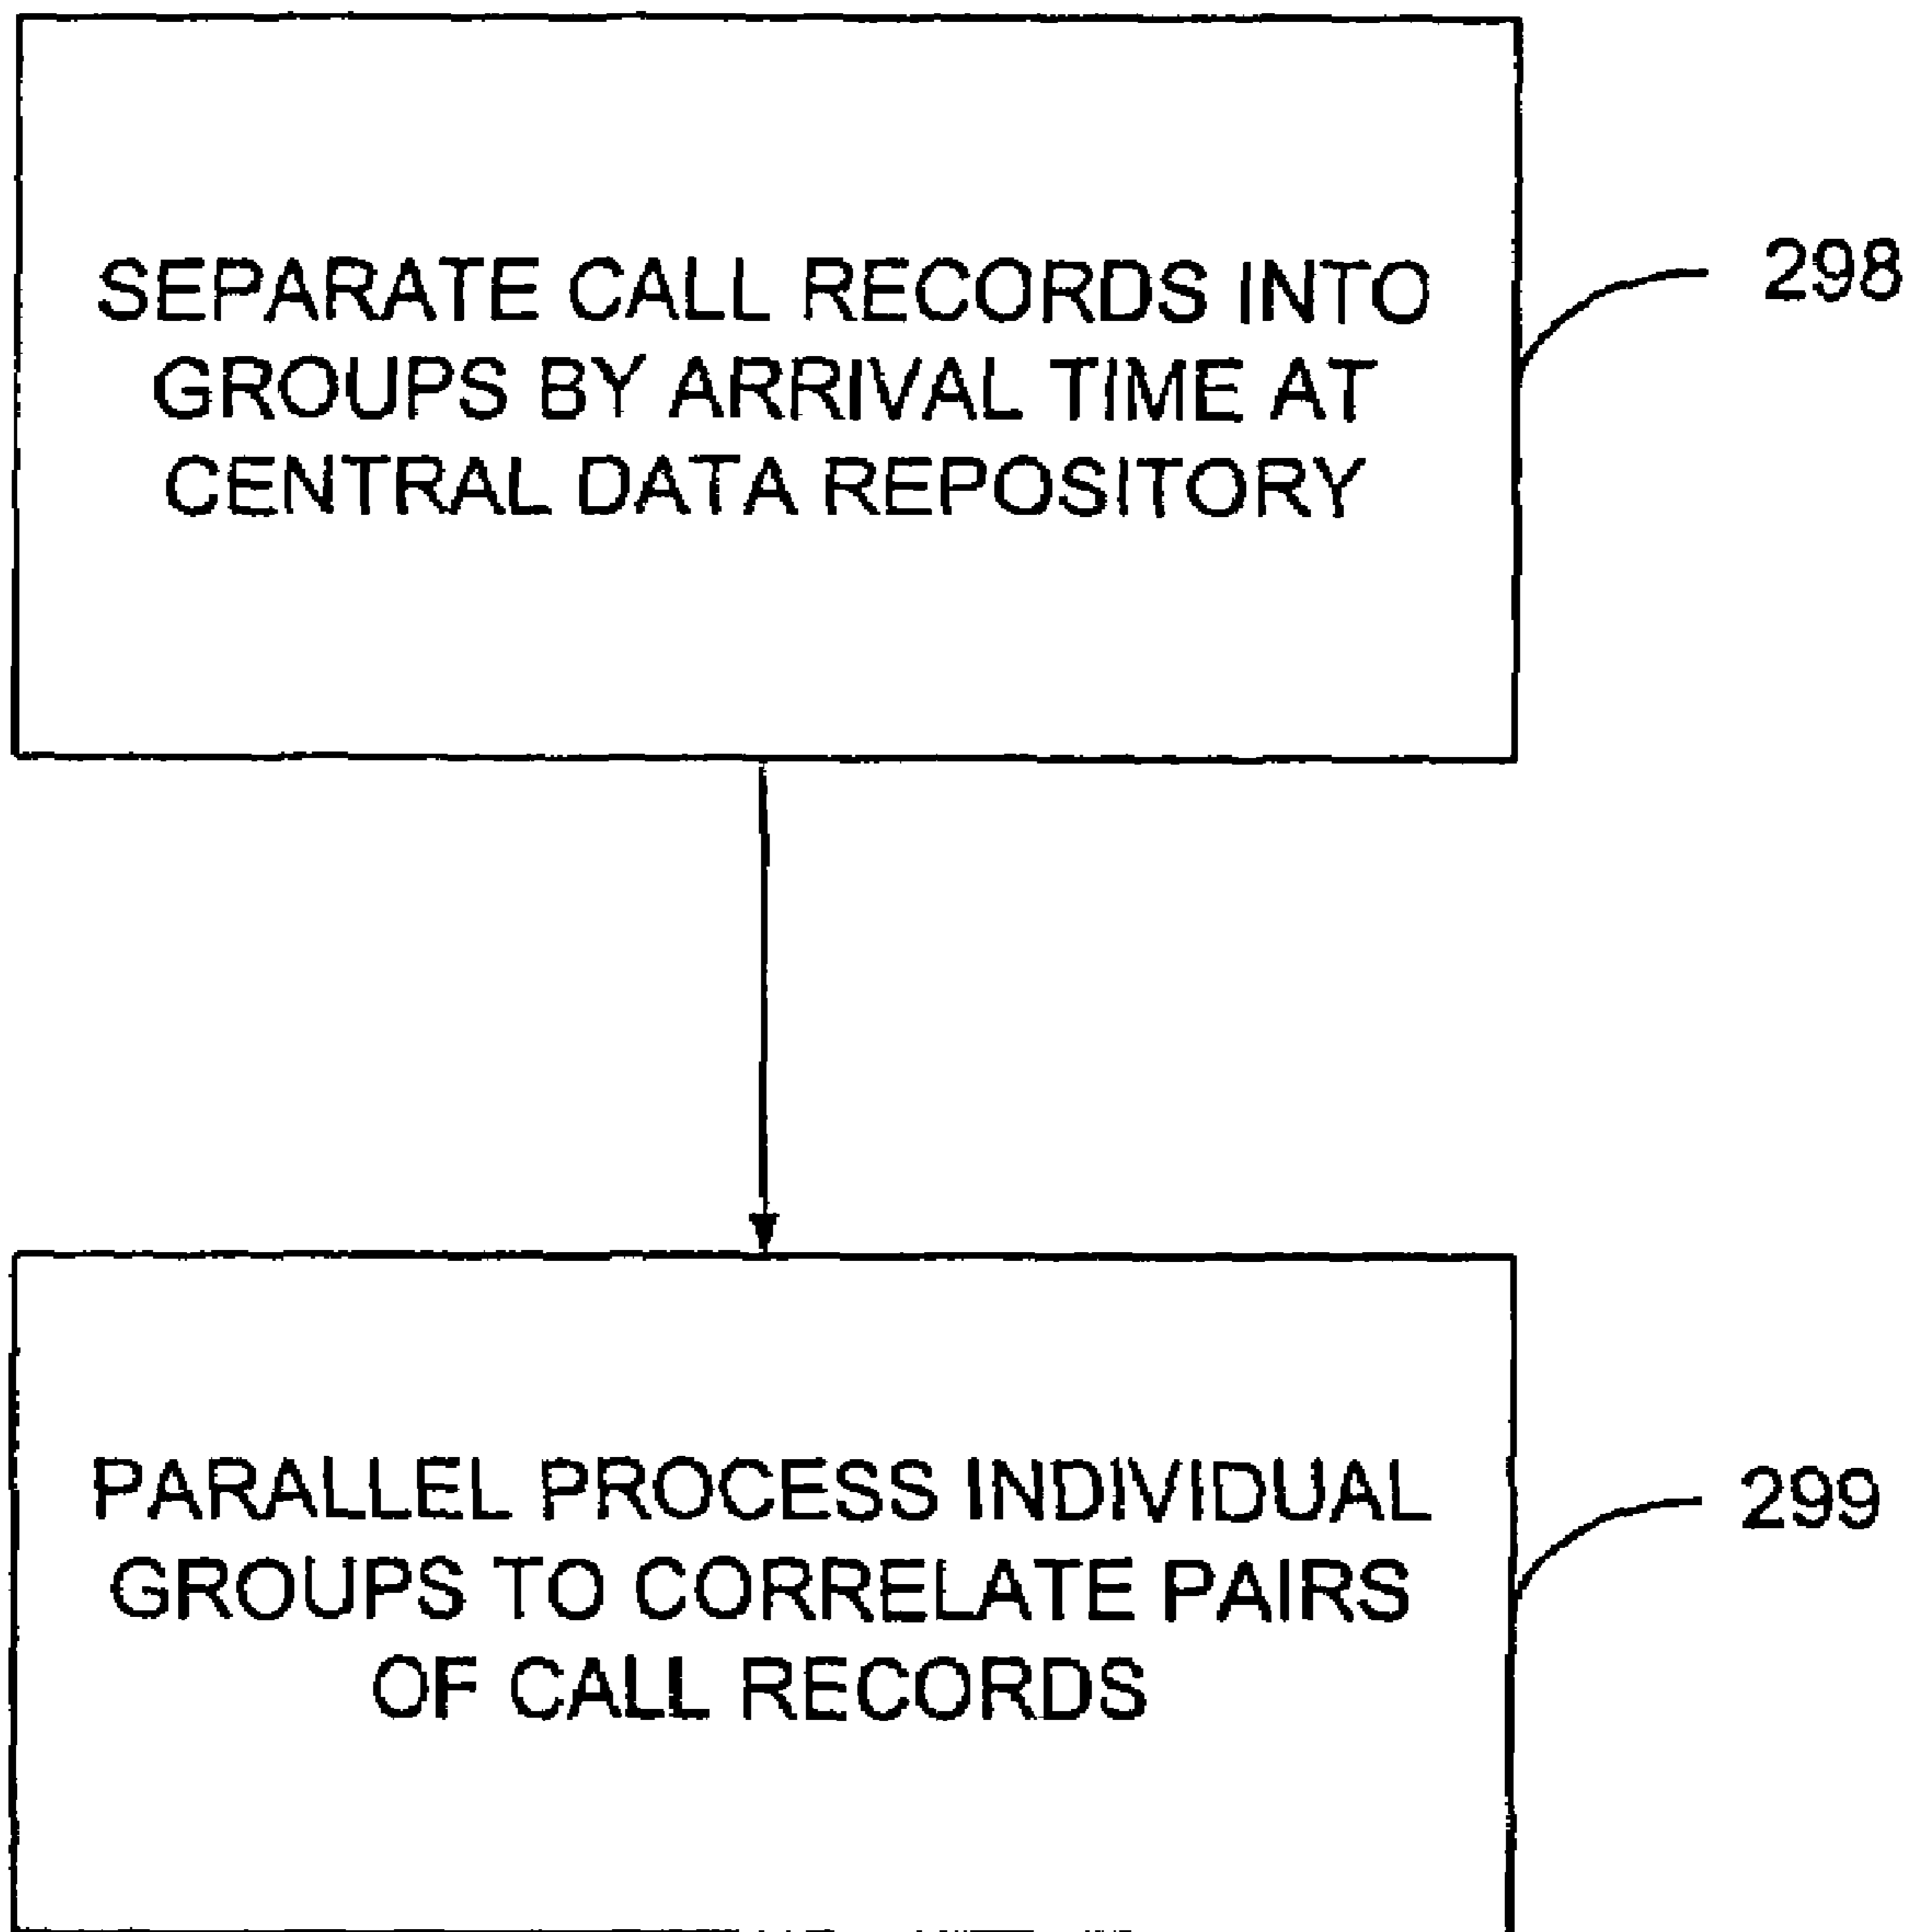 SEPARATE CALL RECORDS INTO
GROUPS BY ARRIVAL TIME AT
CENTRAL DATA REPOSITORY
298
PARALLEL PROCESS INDIVIDUAL
GROUPS TO CORRELATE PAIRS
OF CALL RECORDS
299